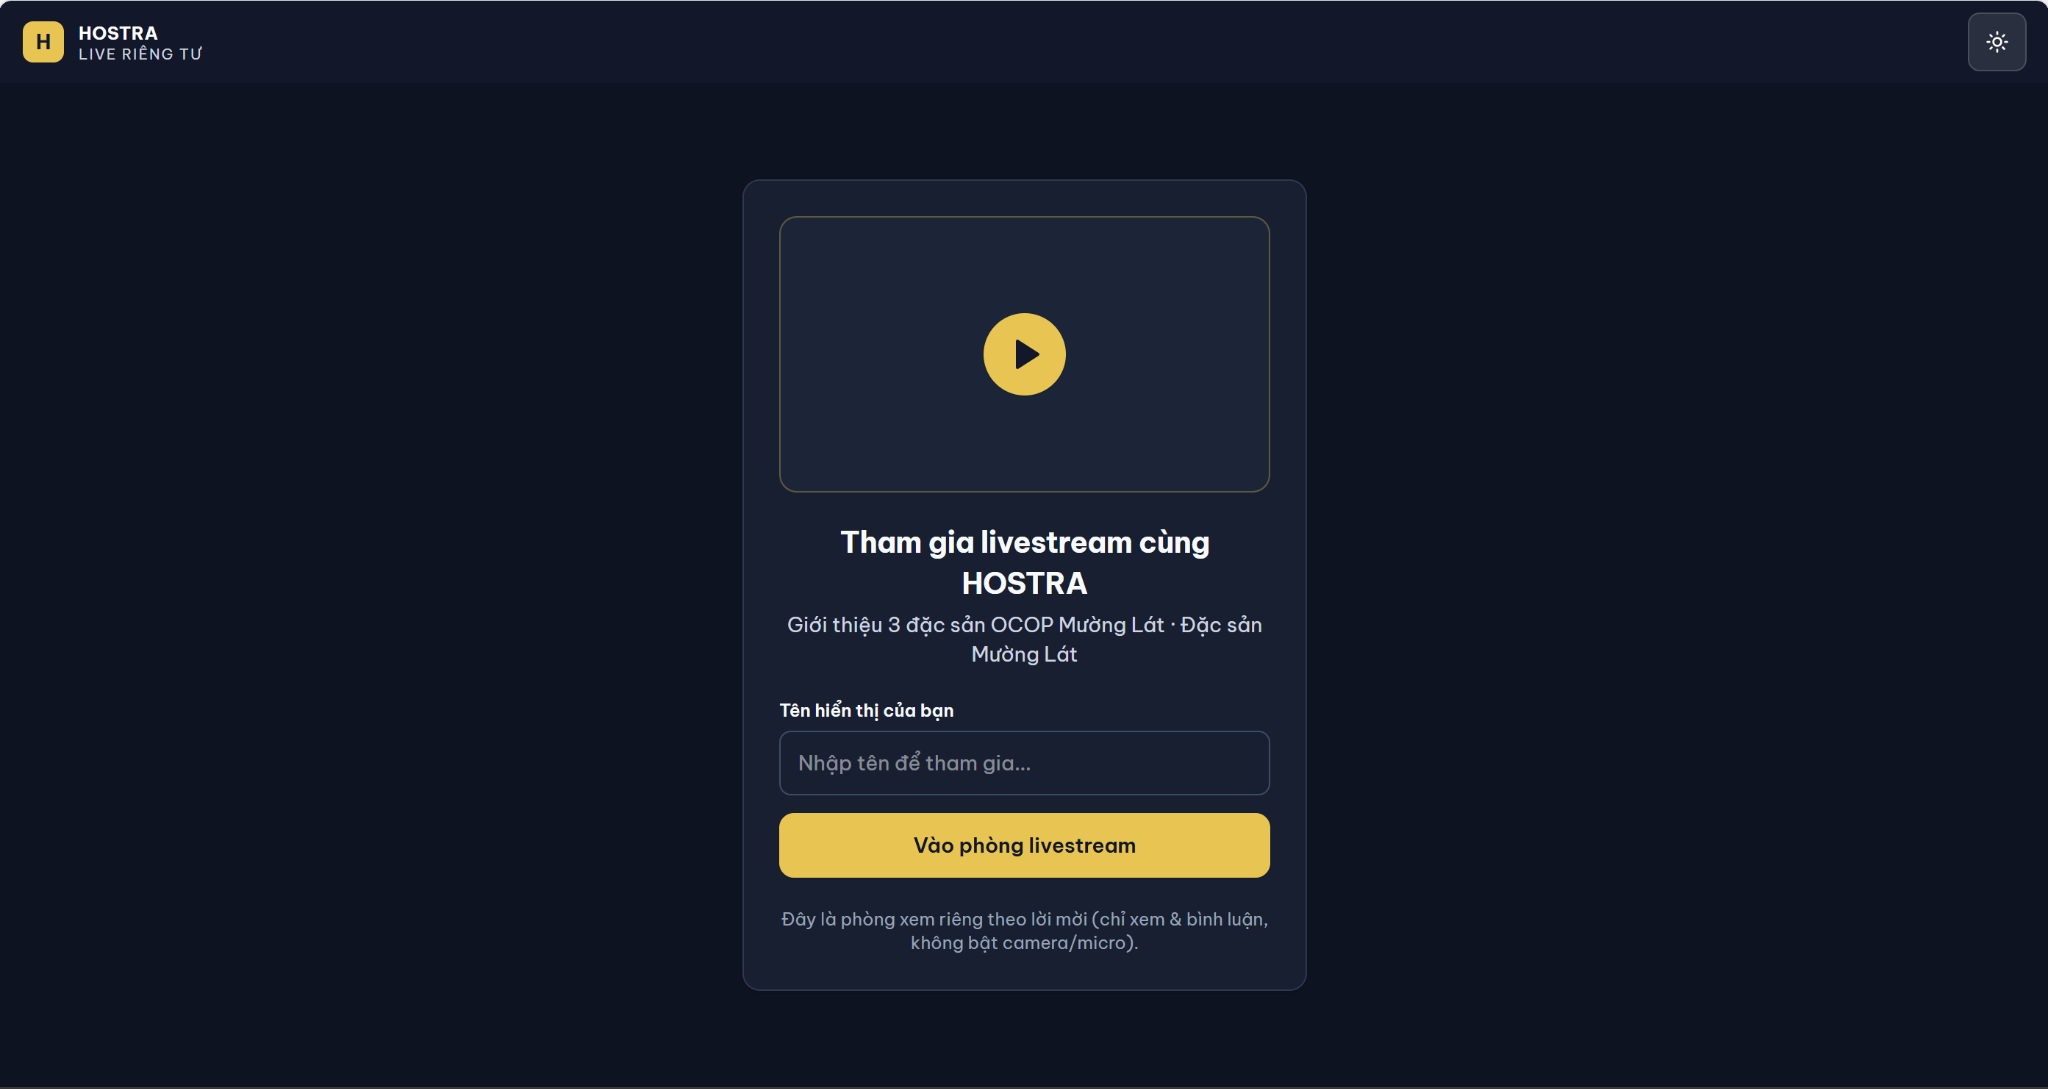 H
HOSTRA
LIVE RIÊNG TƯ
Tham gia livestream cùng
HOSTRA
Giới thiệu 3 đặc sản OCOP Mường Lát · Đặc sản
Mường Lát
Tên hiển thị của bạn
Nhập tên để tham gia...
Vào phòng livestream
Đây là phòng xem riêng theo lời mời (chỉ xem & bình luận,
không bật camera/micro).